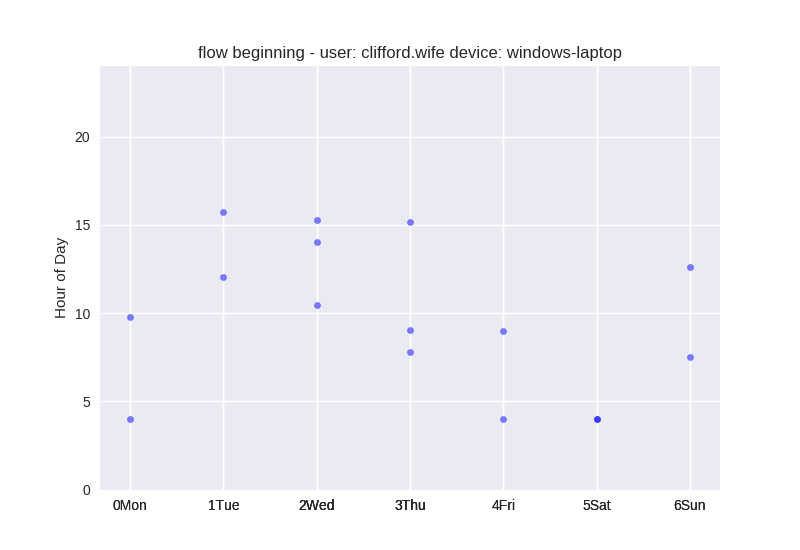 flow beginning - user: clifford.wife device: windows-laptop
20
15
10
5
0
Hour of Day
0Mon 1Tue 2Wed 3Thu 4Fri 5Sat 6Sun